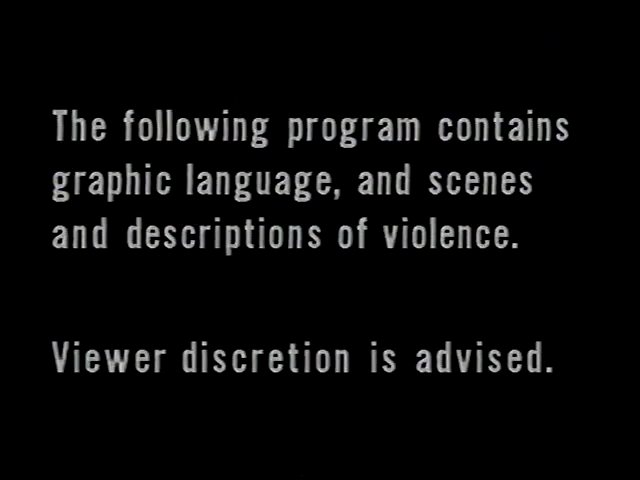 The following program contains
graphic language, and scenes
and descriptions of violence.
Viewer discretion is advised.